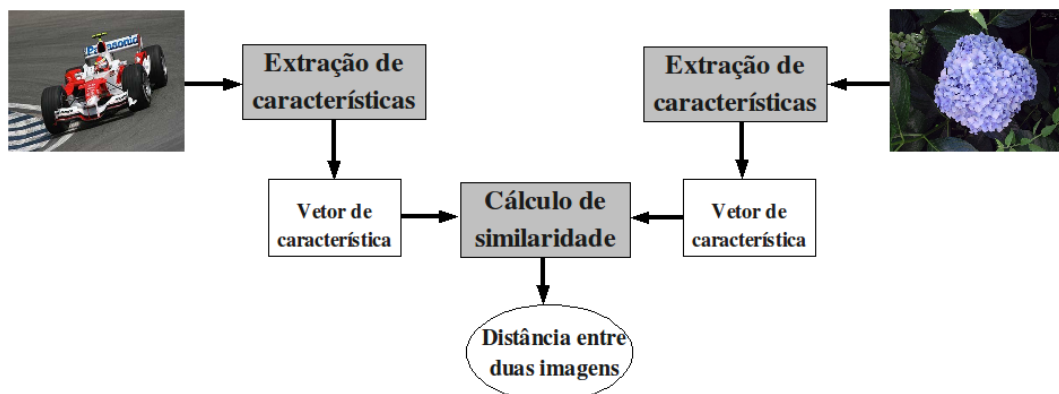 Panasonic
Extração de
características
Extração de
características
Vetor de
característica
Cálculo de
similaridade
Vetor de
característica
Distância entre
duas imagens